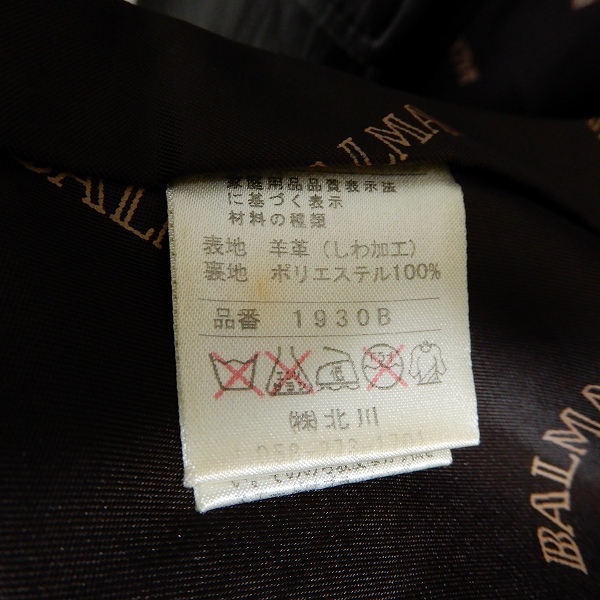 BALMA
BALMA
家庭用品品質表示法
に基づく表示
材料の種類
表地 羊革（しわ加工）
裏地 ポリエステル100%
品番 1930B
㈱北川
BALMA